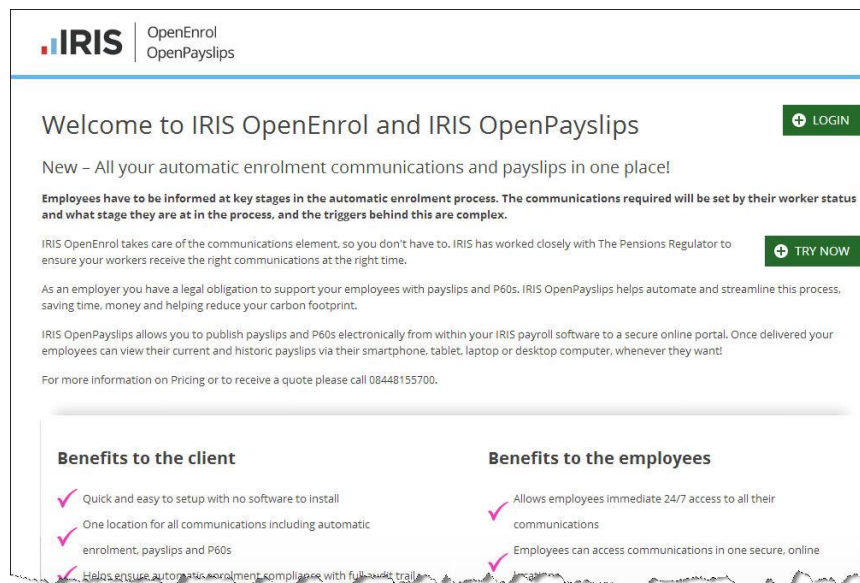 IRIS
OpenEnrol
OpenPayslips
Welcome to IRIS OpenEnrol and IRIS OpenPayslips
LOGIN
New – All your automatic enrolment communications and payslips in one place!
Employees have to be informed at key stages in the automatic enrolment process. The communications required will be set by their worker status
and what stage they are at in the process, and the triggers behind this are complex.
IRIS OpenEnrol takes care of the communications element, so you don't have to. IRIS has worked closely with The Pensions Regulator to
ensure your workers receive the right communications at the right time.
TRY NOW
As an employer you have a legal obligation to support your employees with payslips and P60s. IRIS OpenPayslips helps automate and streamline this process,
saving time, money and helping reduce your carbon footprint.
IRIS OpenPayslips allows you to publish payslips and P60s electronically from within your IRIS payroll software to a secure online portal. Once delivered your
employees can view their current and historic payslips via their smartphone, tablet, laptop or desktop computer, whenever they want!
For more information on Pricing or to receive a quote please call 08448155700.
Benefits to the client
Quick and easy to setup with no software to install
One location for all communications including automatic
enrolment, payslips and P60s
Helps ensure automatic enrolment compliance with full audit trail
Benefits to the employees
Allows employees immediate 24/7 access to all their
communications
Employees can access communications in one secure, online